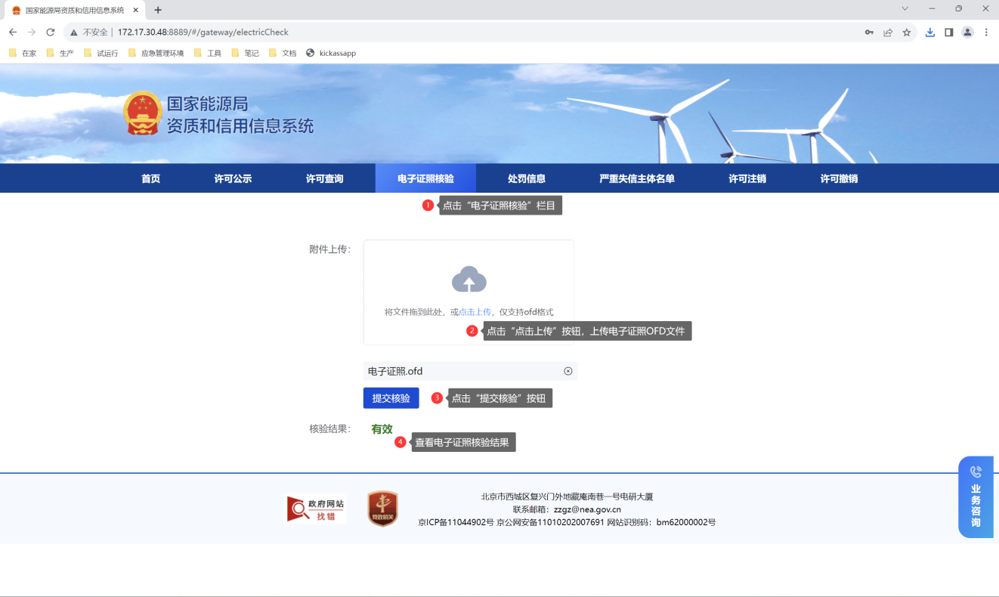 国家能源局资质和信用信息系统
不安全 | 172.17.30.48:8889/#/gateway/electricCheck
在家 生产 试运行 应急管理环境 工具 笔记 文档 kickassapp
国家能源局
资质和信用信息系统
首页 许可公示 许可查询 电子证照核验 处罚信息 严重失信主体名单 许可注销 许可撤销
1 点击“电子证照核验”栏目
附件上传：
将文件拖到此处，或点击上传，仅支持ofd格式
2 点击“点击上传”按钮，上传电子证照OFD文件
电子证照.ofd
提交核验 3 点击“提交核验”按钮
核验结果： 有效
4 查看电子证照核验结果
业务咨询
政府网站
找错
党政机关
北京市西城区复兴门外地藏庵南巷一号电研大厦
联系邮箱：zzgz@nea.gov.cn
京ICP备11044902号 京公网安备11010202007691 网站识别码：bm62000002号